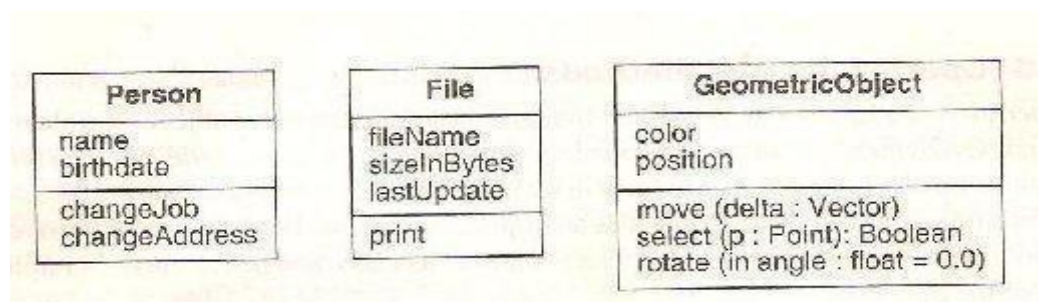 Person
name
birthdate
changeJob
changeAddress
File
fileName
sizeInBytes
lastUpdate
print
GeometricObject
color
position
move (delta : Vector)
select (p : Point): Boolean
rotate (in angle : float = 0.0)